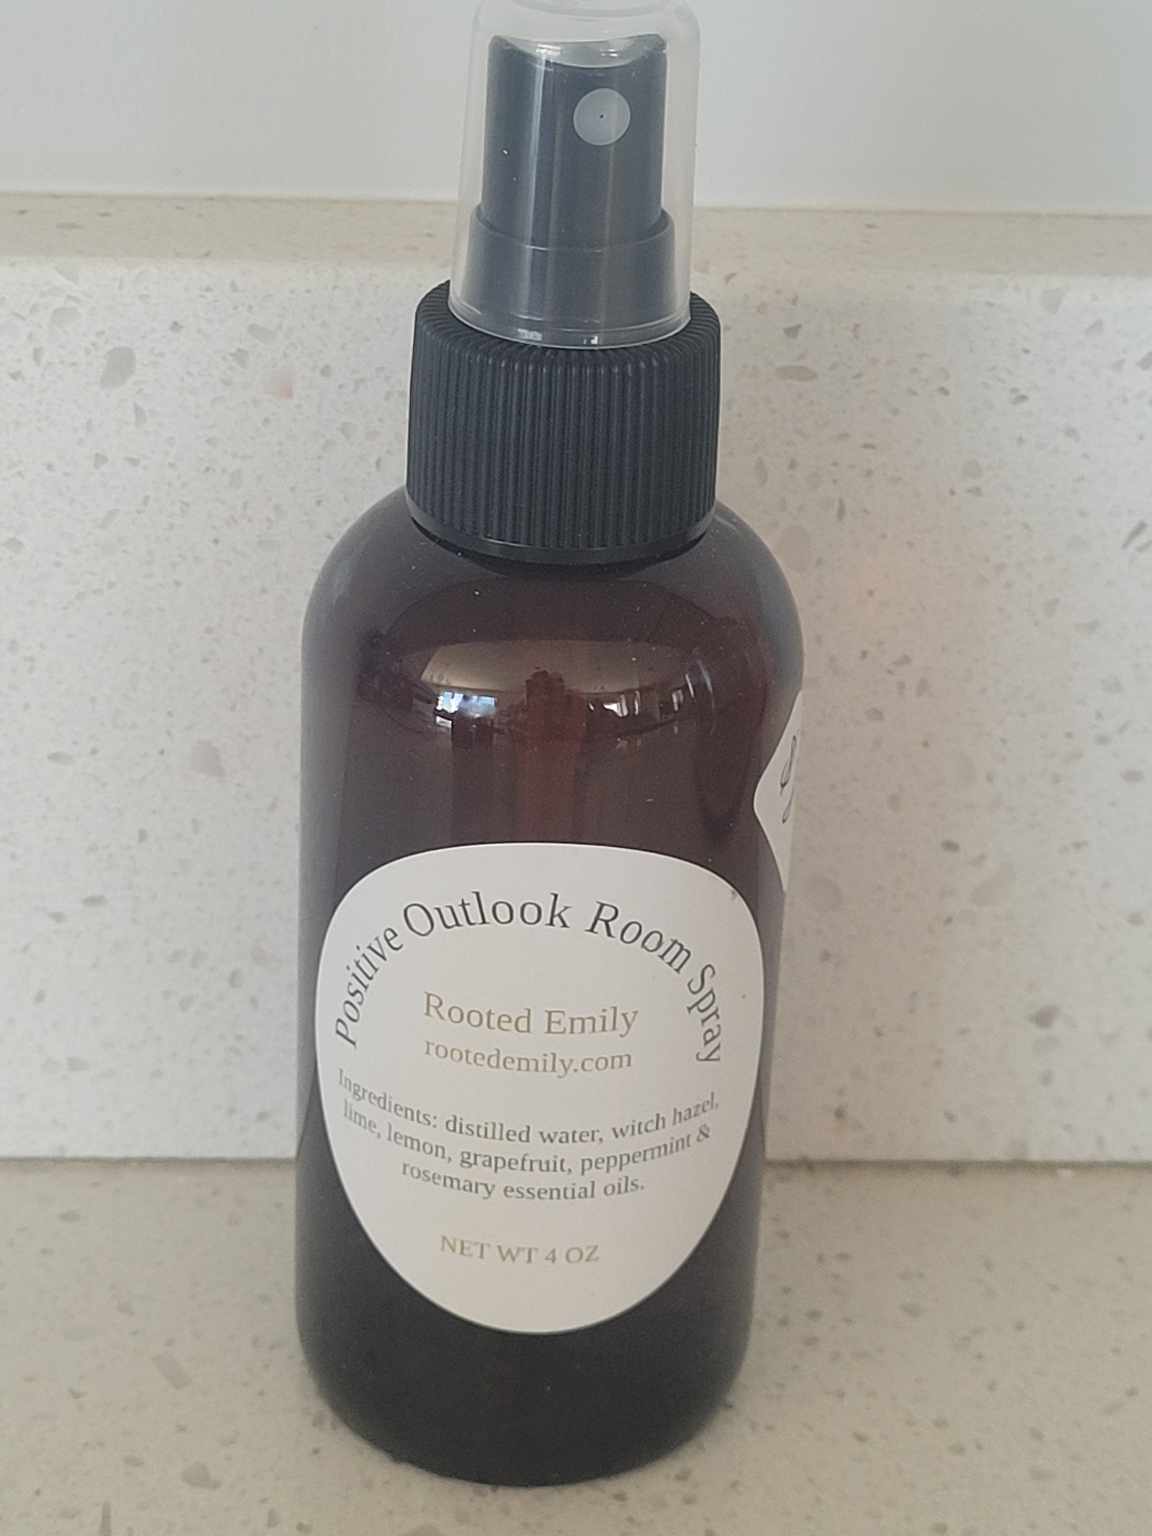 Positive Outlook Room Spray
Rooted Emily
rootedemily.com
Ingredients: distilled water, witch hazel,
lime, lemon, grapefruit, peppermint &
rosemary essential oils.
NET WT 4 OZ